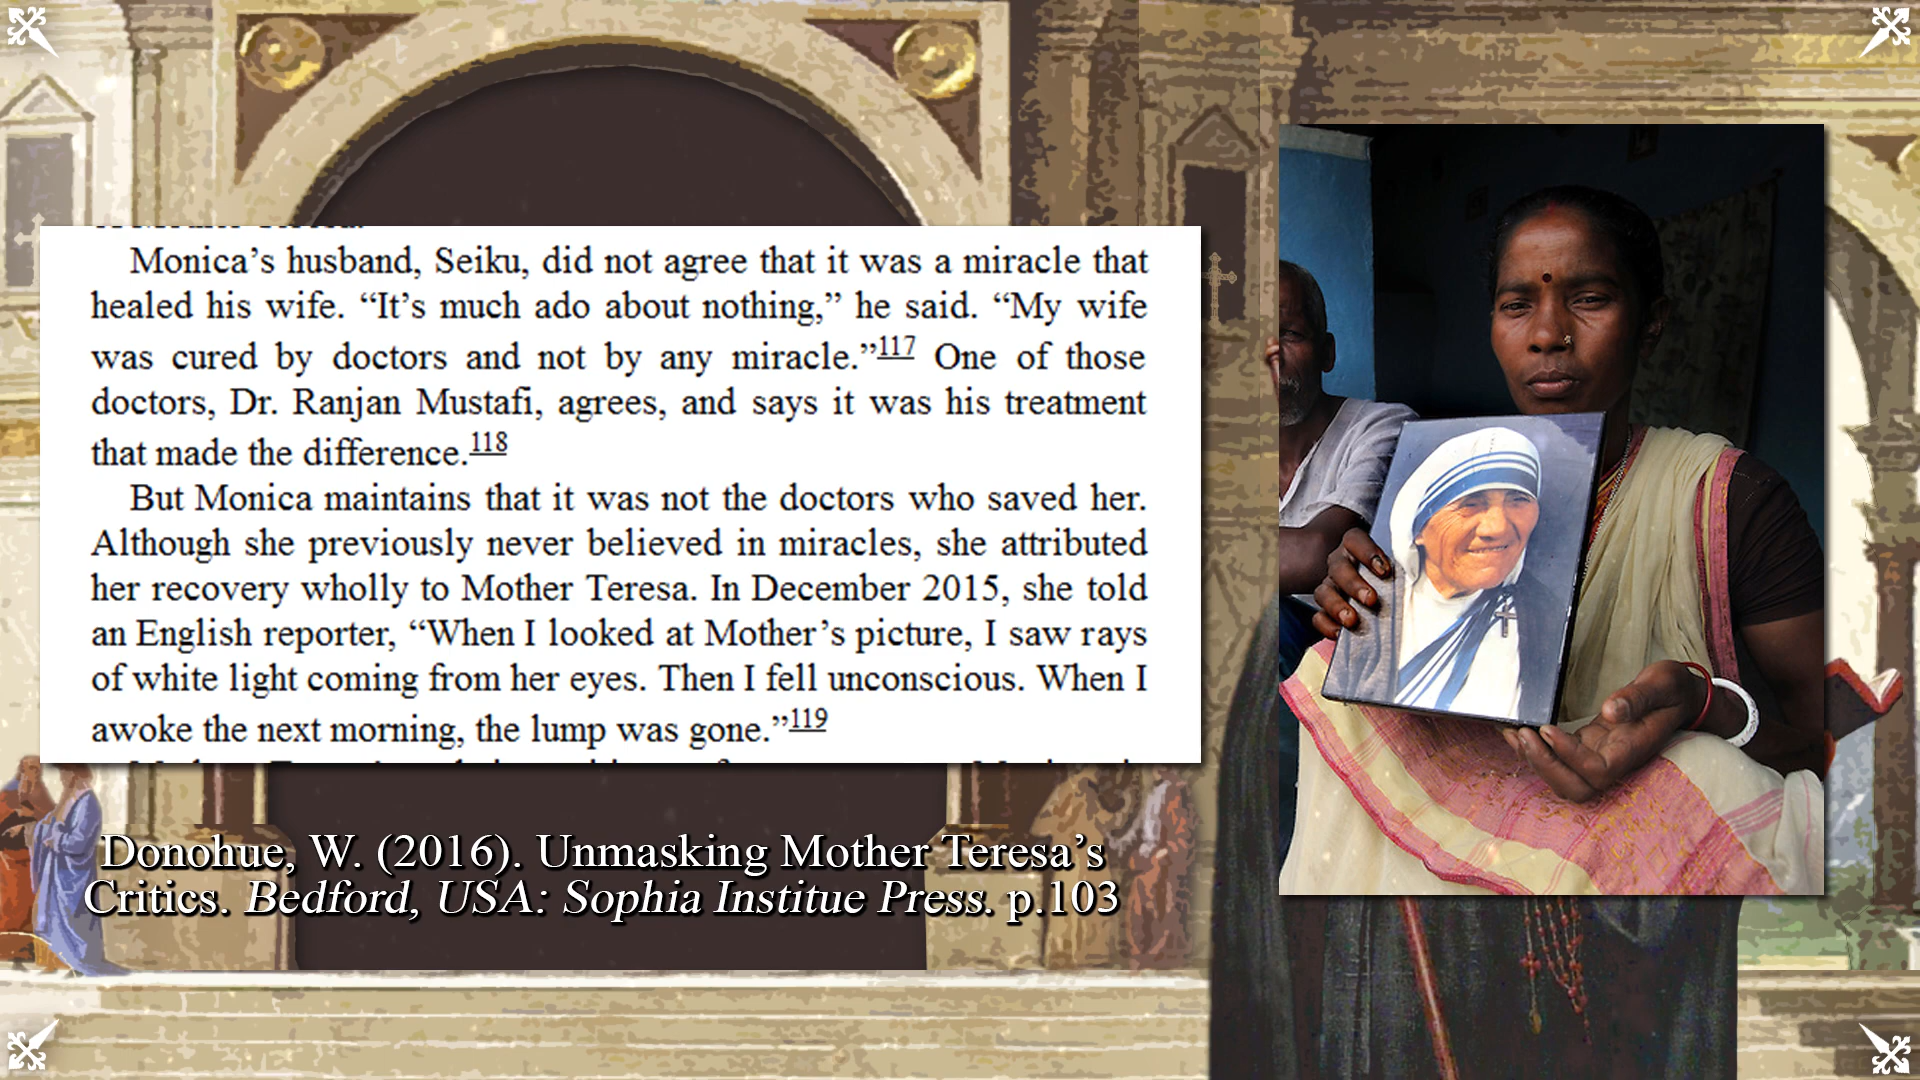 Monica’s husband, Seiku, did not agree that it was a miracle that
healed his wife. “It’s much ado about nothing,” he said. “My wife
was cured by doctors and not by any miracle.”117 One of those
doctors, Dr. Ranjan Mustafi, agrees, and says it was his treatment
that made the difference.118
But Monica maintains that it was not the doctors who saved her.
Although she previously never believed in miracles, she attributed
her recovery wholly to Mother Teresa. In December 2015, she told
an English reporter, “When I looked at Mother’s picture, I saw rays
of white light coming from her eyes. Then I fell unconscious. When I
awoke the next morning, the lump was gone.”119
Donohue, W. (2016). Unmasking Mother Teresa’s
Critics. Bedford, USA: Sophia Institue Press. p.103